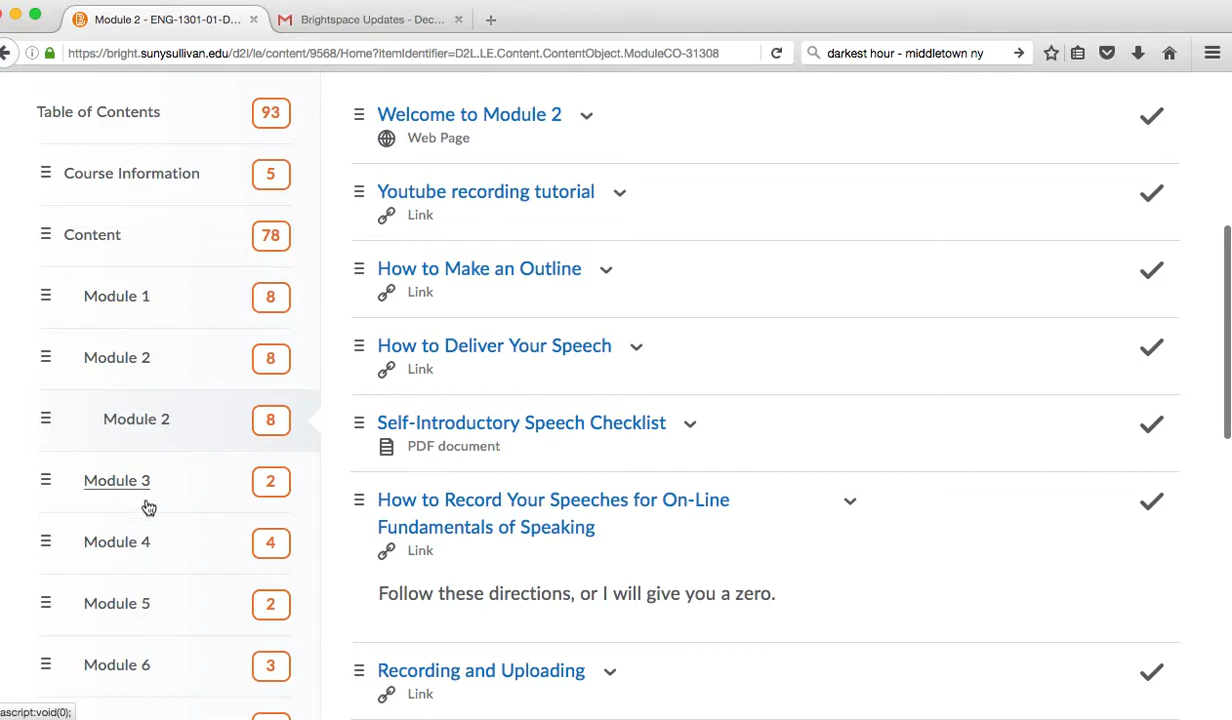 Module 2 - ENG-1301-01-D...
Brightspace Updates - Dec...
https://bright.sunysullivan.edu/d2l/le/content/9568/Home?itemIdentifier=D2L.LE.Content.ContentObject.ModuleCO-31308
darkest hour - middletown ny
Table of Contents 93
Course Information 5
Content 78
Module 1 8
Module 2 8
Module 2 8
Module 3 2
Module 4 4
Module 5 2
Module 6 3
ascript:void(0);
Welcome to Module 2
Web Page
Youtube recording tutorial
Link
How to Make an Outline
Link
How to Deliver Your Speech
Link
Self-Introductory Speech Checklist
PDF document
How to Record Your Speeches for On-Line
Fundamentals of Speaking
Link
Follow these directions, or I will give you a zero.
Recording and Uploading
Link